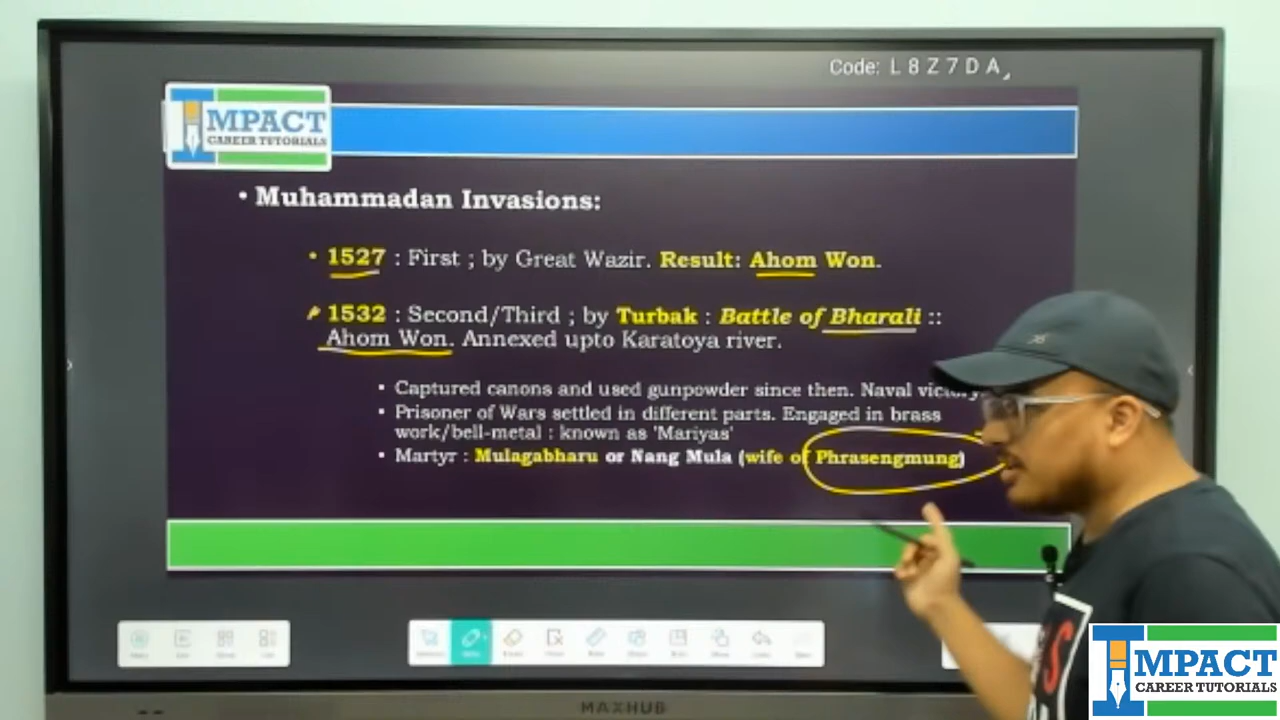 Code: L 8 Z 7 D A
IMPACT
CAREER TUTORIALS
• Muhammadan Invasions:
• 1527 : First ; by Great Wazir. Result: Ahom Won.
1532 : Second/Third ; by Turbak : Battle of Bharali ::
Ahom Won. Annexed upto Karatoya river.
▪ Captured canons and used gunpowder since then. Naval victory
▪ Prisoner of Wars settled in different parts. Engaged in brass
work/bell-metal : known as 'Mariyas'
▪ Martyr : Mulagabharu or Nang Mula (wife of Phrasengmung)
MAXHUB
IMPACT
CAREER TUTORIALS